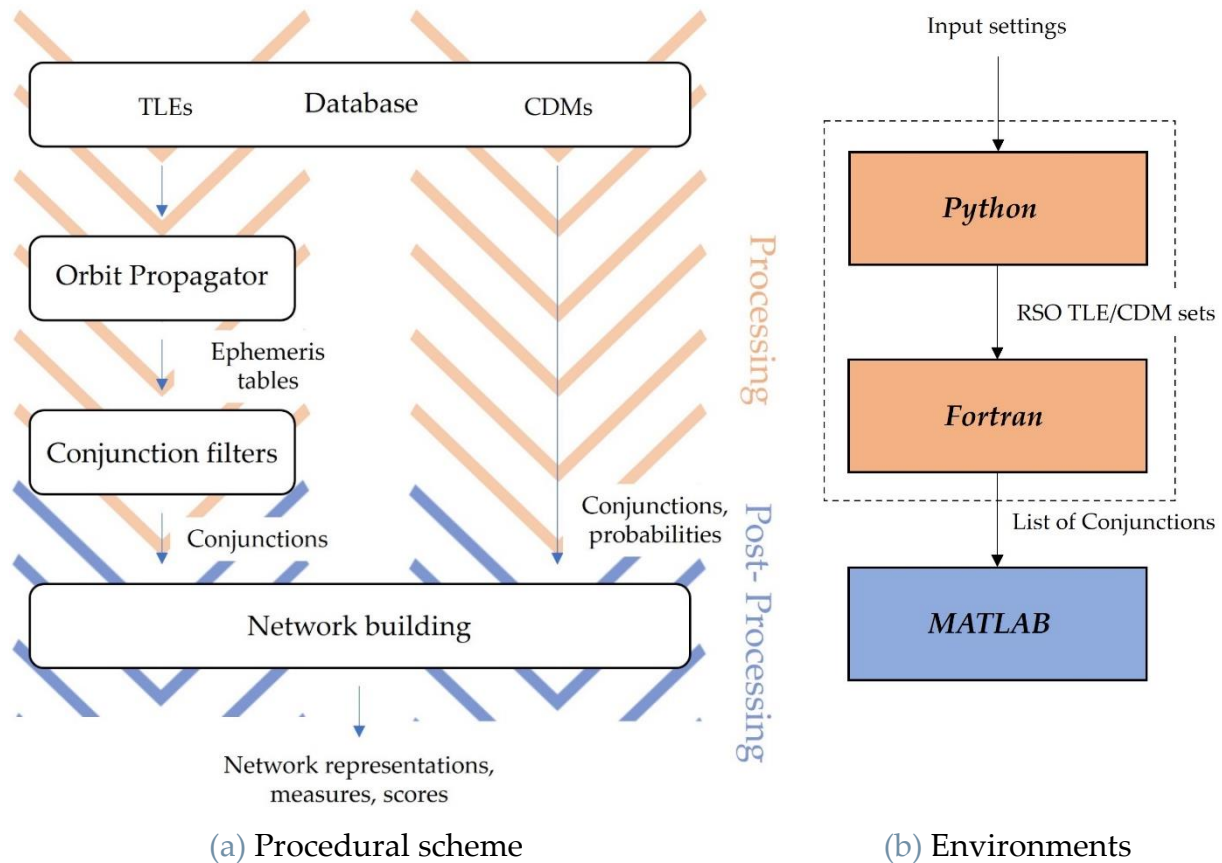 TLEs
Database
CDMs
Orbit Propagator
Ephemeris
tables
Conjunction filters
Conjunctions
Conjunctions,
probabilities
Network building
Network representations,
measures, scores
Processing
Post- Processing
(a) Procedural scheme
Input settings
Python
RSO TLE/CDM sets
Fortran
List of Conjunctions
MATLAB
(b) Environments